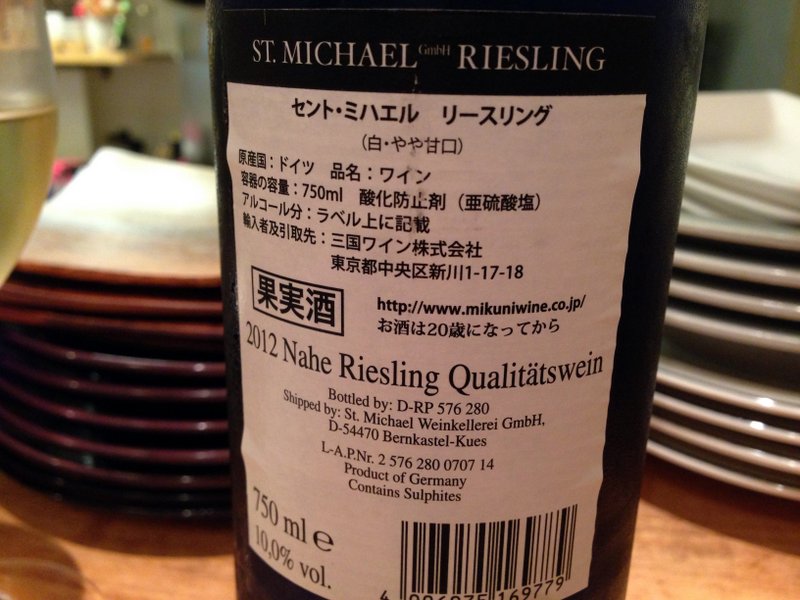 ST. MICHAEL GmbH RIESLING
セント・ミハエル リースリング
（白・やや甘口）
原産国：ドイツ 品名：ワイン
容器の容量：750ml 酸化防止剤（亜硫酸塩）
アルコール分：ラベル上に記載
輸入者及引取先：三国ワイン株式会社
東京都中央区新川1-17-18
果実酒
http://www.mikuniwine.co.jp/
お酒は20歳になってから
2012 Nahe Riesling Qualitätswein
Bottled by: D-RP 576 280
Shipped by: St. Michael Weinkellerei GmbH,
D-54470 Bernkastel-Kues
L-A.P.Nr. 2 576 280 0707 14
Product of Germany
Contains Sulphites
750 ml e
10,0% vol.
169779